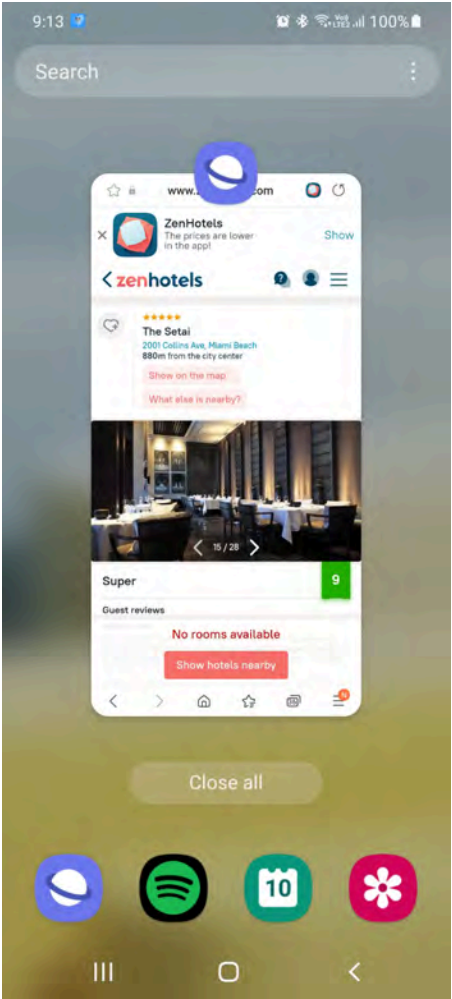 9:13
100%
Search
ZenHotels
The prices are lower
in the app!
Show
zenhotels
The Setai
2001 Collins Ave, Miami Beach
880m from the city center
Show on the map
What else is nearby?
15 / 28
Super
9
Guest reviews
No rooms available
Show hotels nearby
N
Close all
10